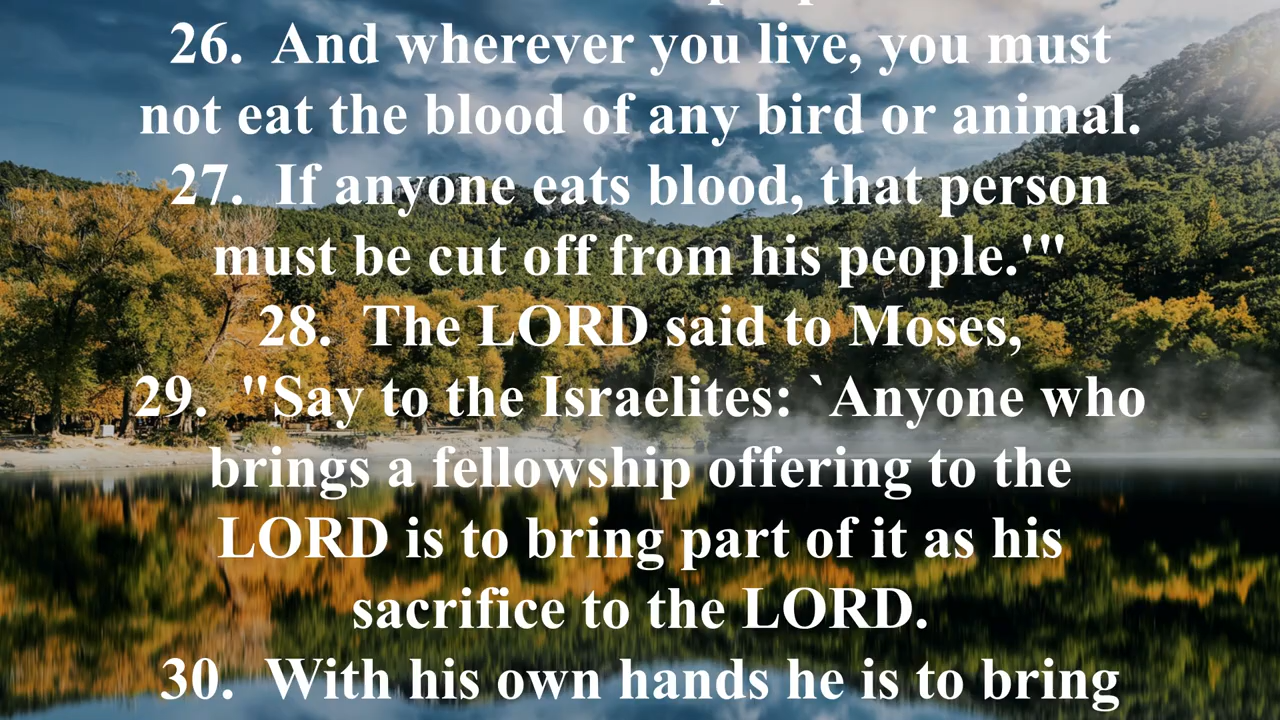 26.  And wherever you live, you must
not eat the blood of any bird or animal.
27.  If anyone eats blood, that person
must be cut off from his people.'"
28.  The LORD said to Moses,
29.  "Say to the Israelites: `Anyone who
brings a fellowship offering to the
LORD is to bring part of it as his
sacrifice to the LORD.
30.  With his own hands he is to bring